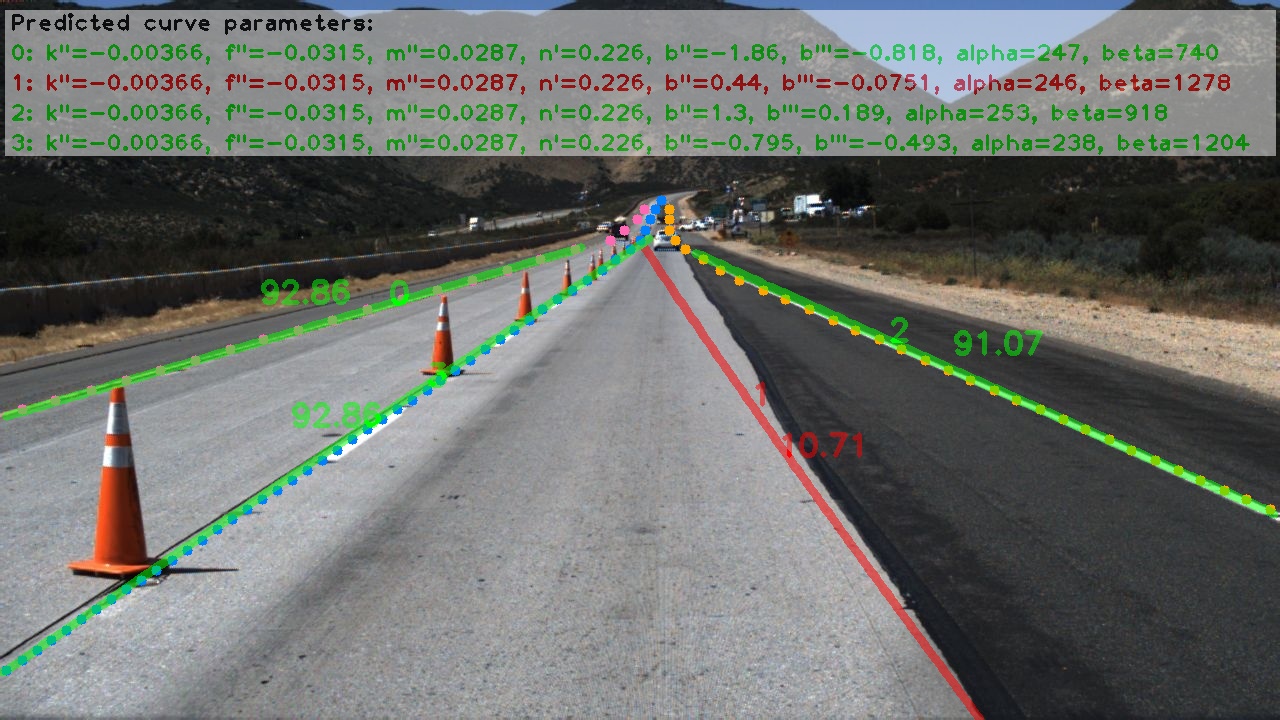 Predicted curve parameters:
0: k''=-0.00366, f''=-0.0315, m''=0.0287, n'=0.226, b''=-1.86, b'''=-0.818, alpha=247, beta=740
1: k''=-0.00366, f''=-0.0315, m''=0.0287, n'=0.226, b''=0.44, b'''=-0.0751, alpha=246, beta=1278
2: k''=-0.00366, f''=-0.0315, m''=0.0287, n'=0.226, b''=1.3, b'''=0.189, alpha=253, beta=918
3: k''=-0.00366, f''=-0.0315, m''=0.0287, n'=0.226, b''=-0.795, b'''=-0.493, alpha=238, beta=1204
92.86 0
2 91.07
92.86
1
10.71